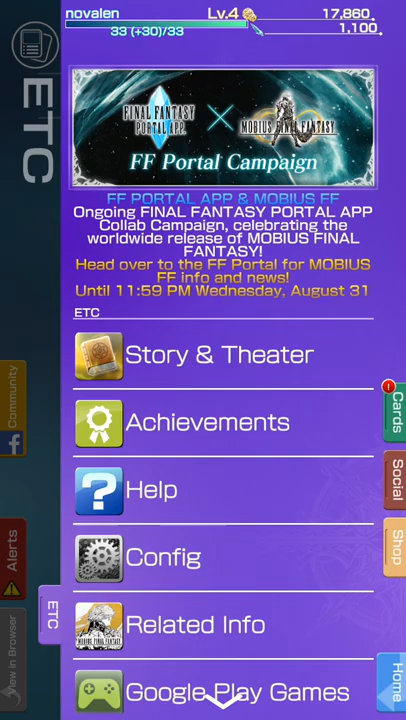 novalen
Lv.4
17,860
33 (+30)/33
1,100
ETC
FINAL FANTASY
PORTAL APP
MOBIUS FINAL FANTASY
FF Portal Campaign
FF PORTAL APP & MOBIUS FF
Ongoing FINAL FANTASY PORTAL APP
Collab Campaign, celebrating the
worldwide release of MOBIUS FINAL
FANTASY!
Head over to the FF Portal for MOBIUS
FF info and news!
Until 11:59 PM Wednesday, August 31
ETC
Story & Theater
Achievements
Help
Config
MOBIUS FINAL FANTASY
Related Info
Google Play Games
Community
Alerts
View in Browser
ETC
Cards
Social
Shop
Home